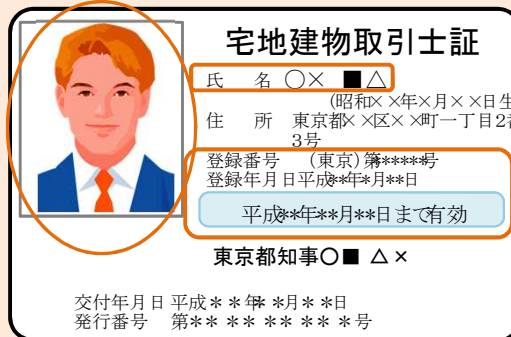 宅地建物取引士証
氏　名 ○× ■△
(昭和××年×月××日生
住　所 東京都××区××町一丁目2番
3号
登録番号 (東京)第*****号
登録年月日平成**年*月**日
平成**年**月**日まで有効
東京都知事○■ △×
交付年月日 平成＊＊年＊＊月＊＊日
発行番号 第** ** ** ** *号